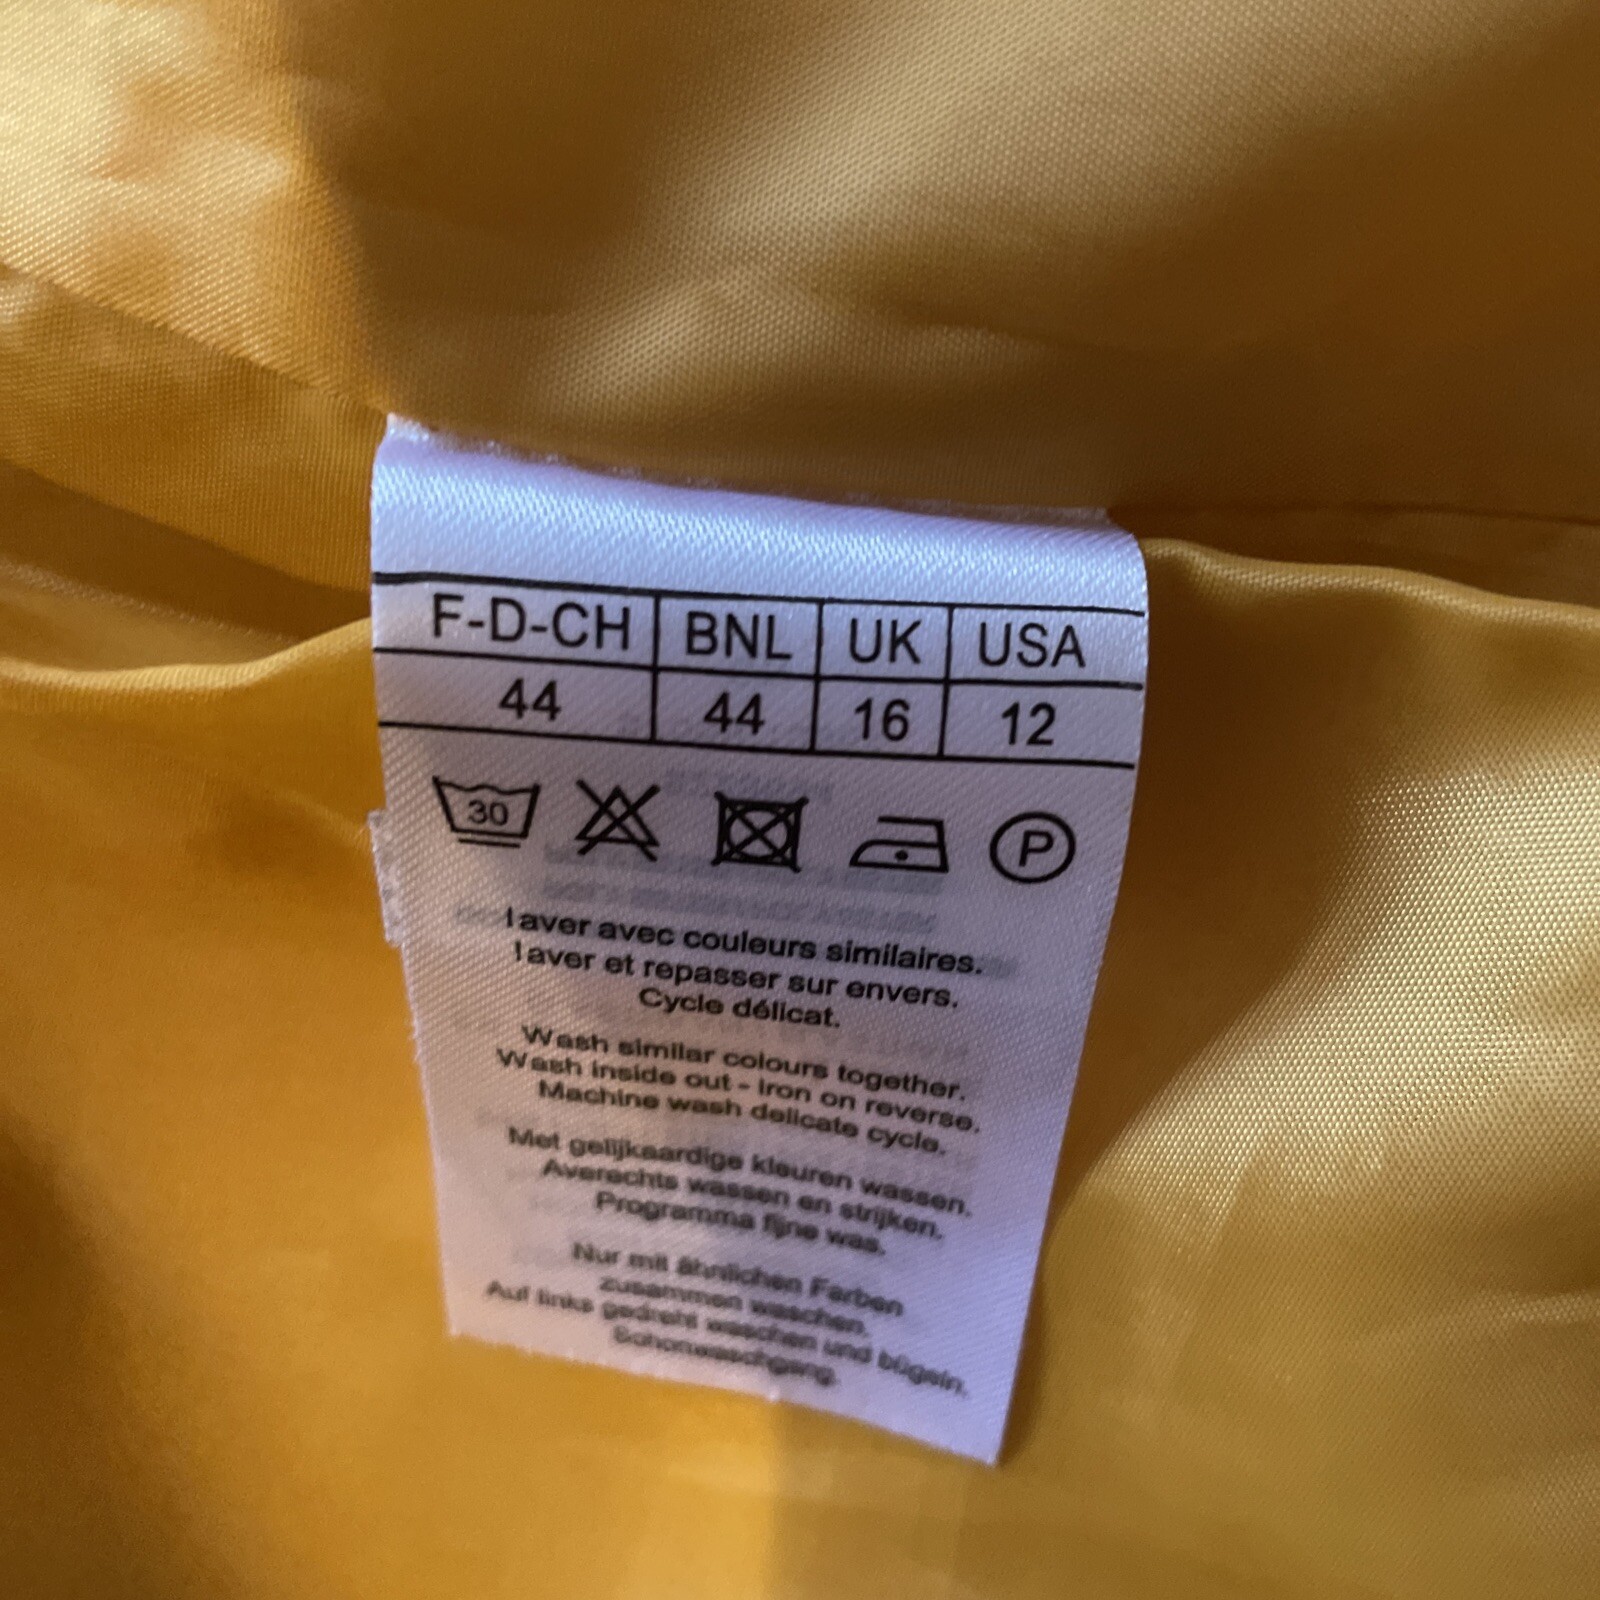 F-D-CH BNL UK USA
44 44 16 12
30 P
laver avec couleurs similaires.
laver et repasser sur envers.
Cycle délicat.
Wash similar colours together.
Wash inside out - Iron on reverse.
Machine wash delicate cycle.
Met gelijkaardige kleuren wassen.
Averechts wassen en strijken.
Programma fijne was.
Nur mit ähnlichen Farben
zusammen waschen.
Auf links gedreht waschen und bügeln.
Schonwaschgang.